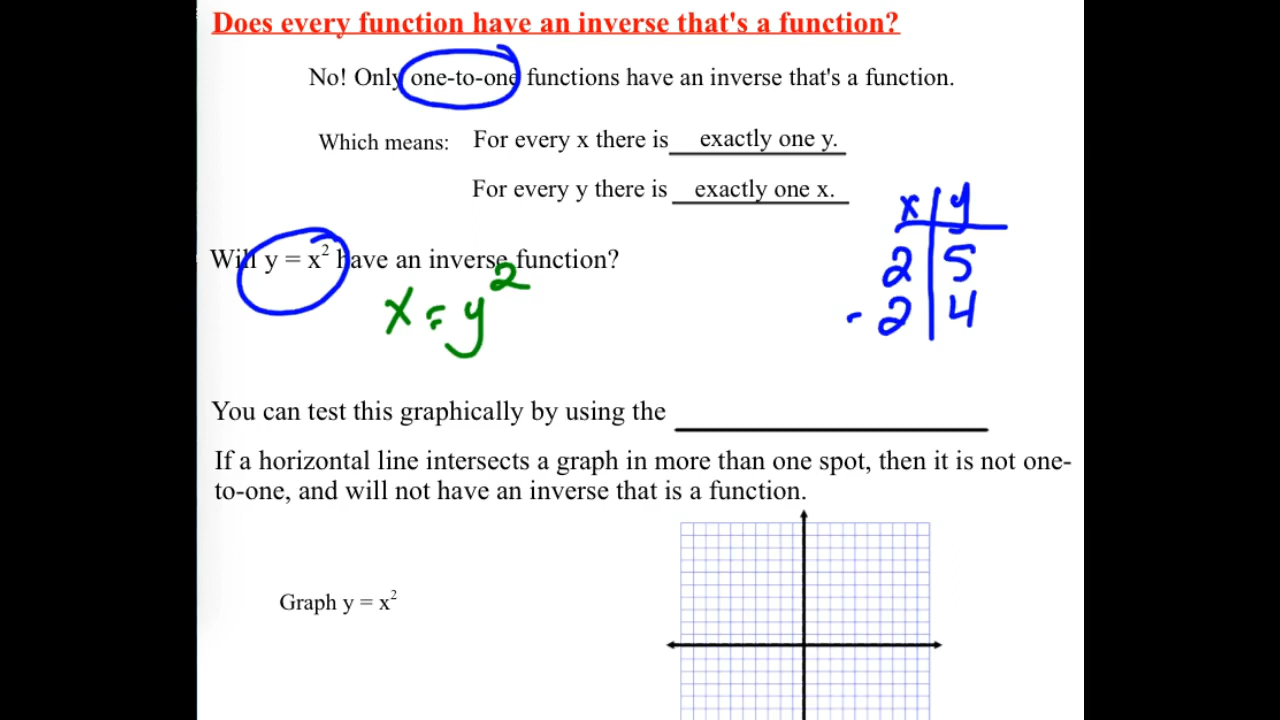 Does every function have an inverse that's a function?
No! Only one-to-one functions have an inverse that's a function.
Which means: For every x there is exactly one y.
For every y there is exactly one x.
x y
Will y = x² have an inverse function?
2 5
x = y²
-2 4
You can test this graphically by using the
If a horizontal line intersects a graph in more than one spot, then it is not one-
to-one, and will not have an inverse that is a function.
Graph y = x²